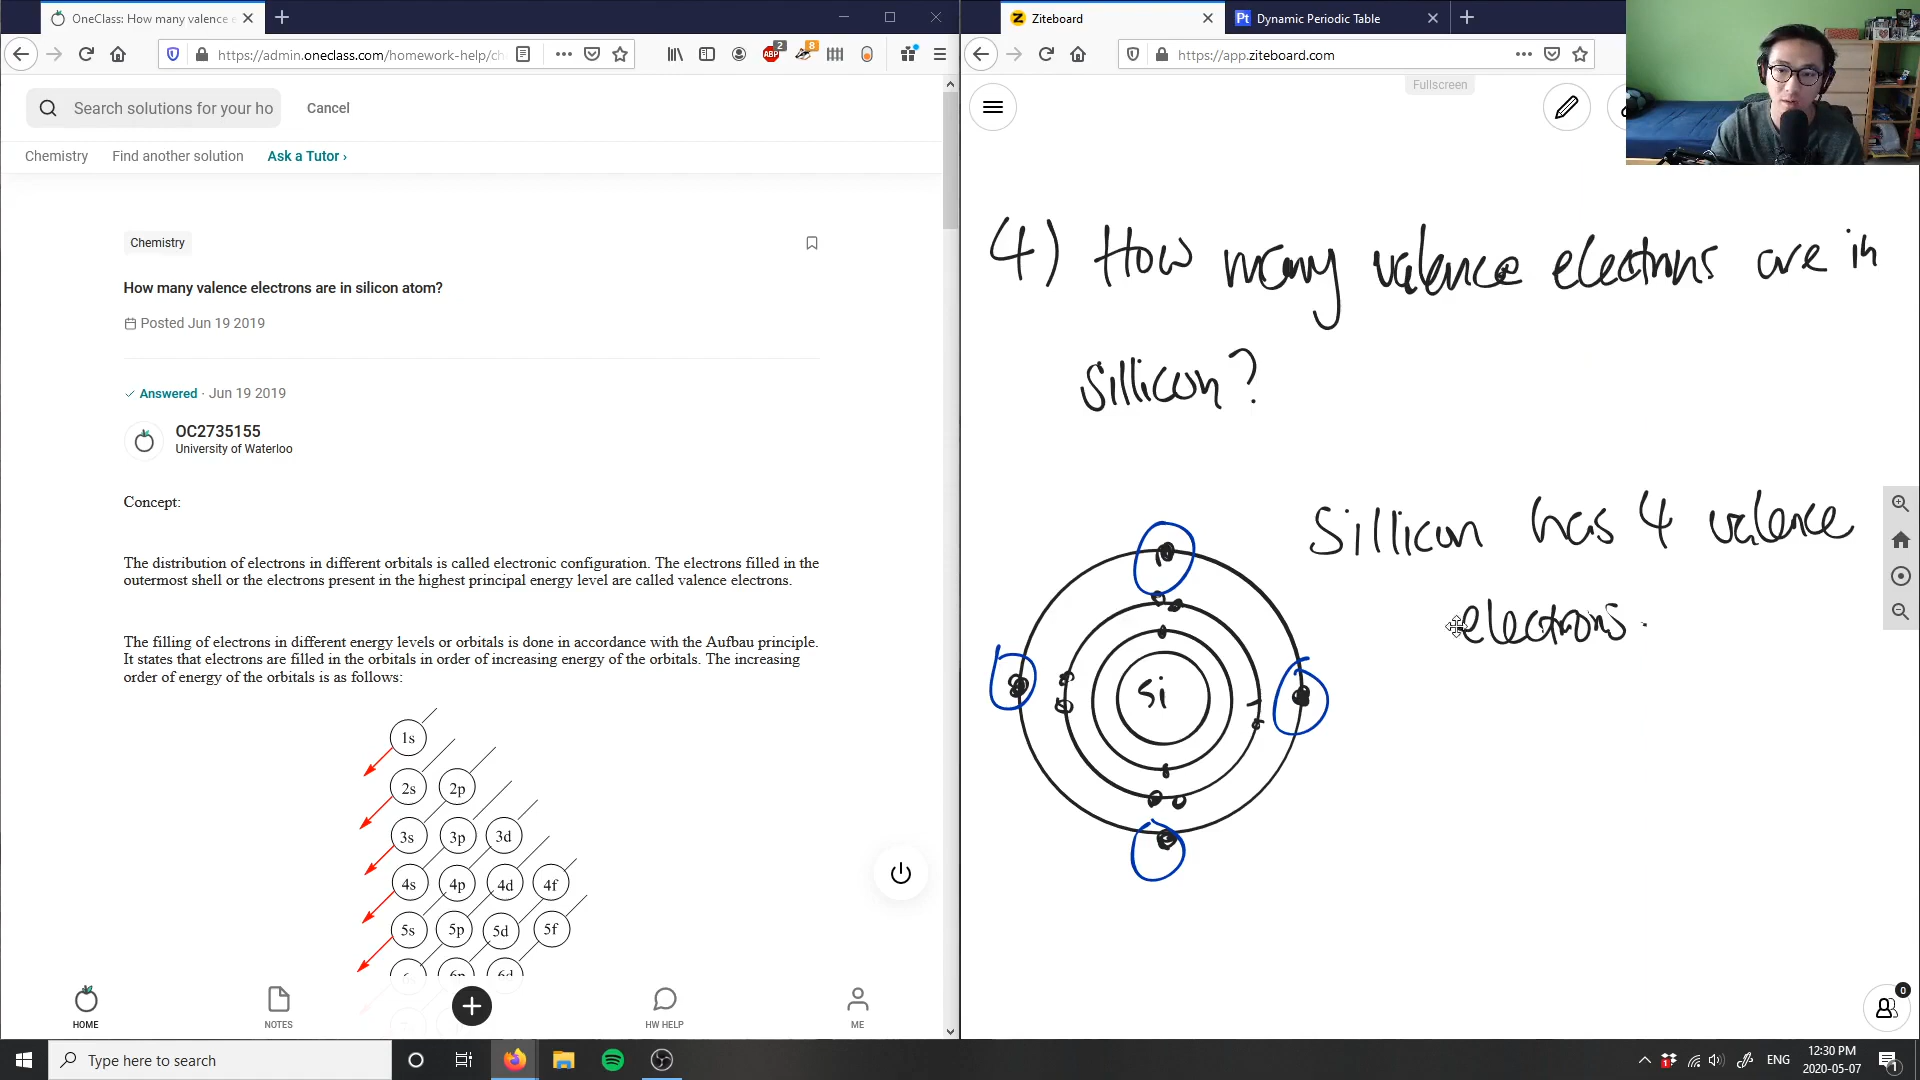 OneClass: How many valence e
https://admin.oneclass.com/homework-help/ch
2
8
Search solutions for your ho
Cancel
Chemistry
Find another solution
Ask a Tutor ›
Chemistry
How many valence electrons are in silicon atom?
Posted Jun 19 2019
Answered · Jun 19 2019
OC2735155
University of Waterloo
Concept:
The distribution of electrons in different orbitals is called electronic configuration. The electrons filled in the
outermost shell or the electrons present in the highest principal energy level are called valence electrons.
The filling of electrons in different energy levels or orbitals is done in accordance with the Aufbau principle.
It states that electrons are filled in the orbitals in order of increasing energy of the orbitals. The increasing
order of energy of the orbitals is as follows:
1s
2s 2p
3s 3p 3d
4s 4p 4d 4f
5s 5p 5d 5f
HOME
NOTES
HW HELP
ME
Ziteboard
Pt Dynamic Periodic Table
https://app.ziteboard.com
Fullscreen
(4) How many valence electrons are in
sillicon?
Sillicon has 4 valence
electrons.
Si
0
Type here to search
ENG
12:30 PM
2020-05-07
1